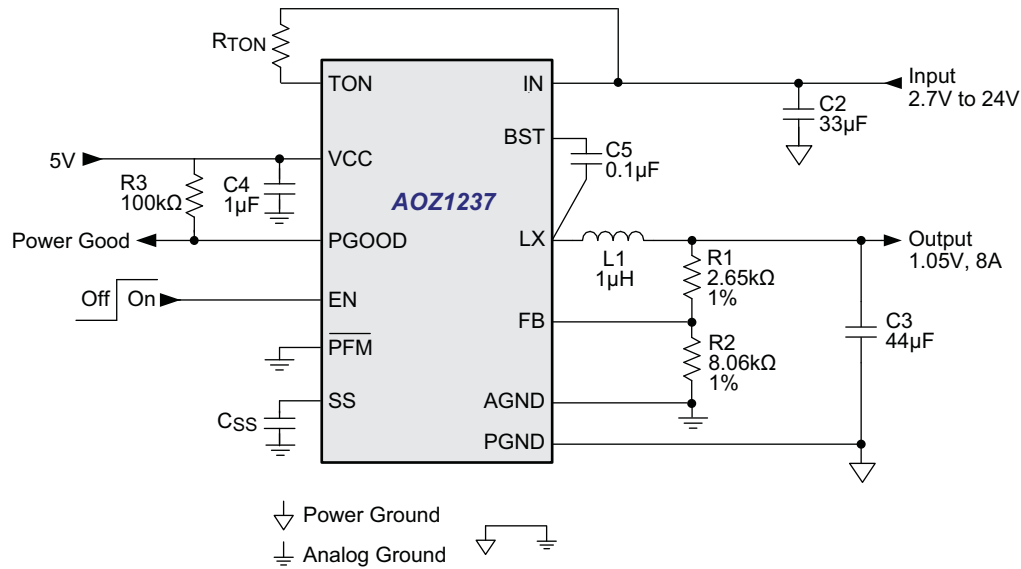 RTON
TON
IN
Input
2.7V to 24V
C2
33µF
BST
C5
0.1µF
5V
VCC
R3
100kΩ
C4
1µF
AOZ1237
Power Good
PGOOD
LX
L1
1µH
Output
1.05V, 8A
R1
2.65kΩ
1%
Off
On
EN
FB
C3
44µF
PFM
R2
8.06kΩ
1%
CSS
SS
AGND
PGND
Power Ground
Analog Ground